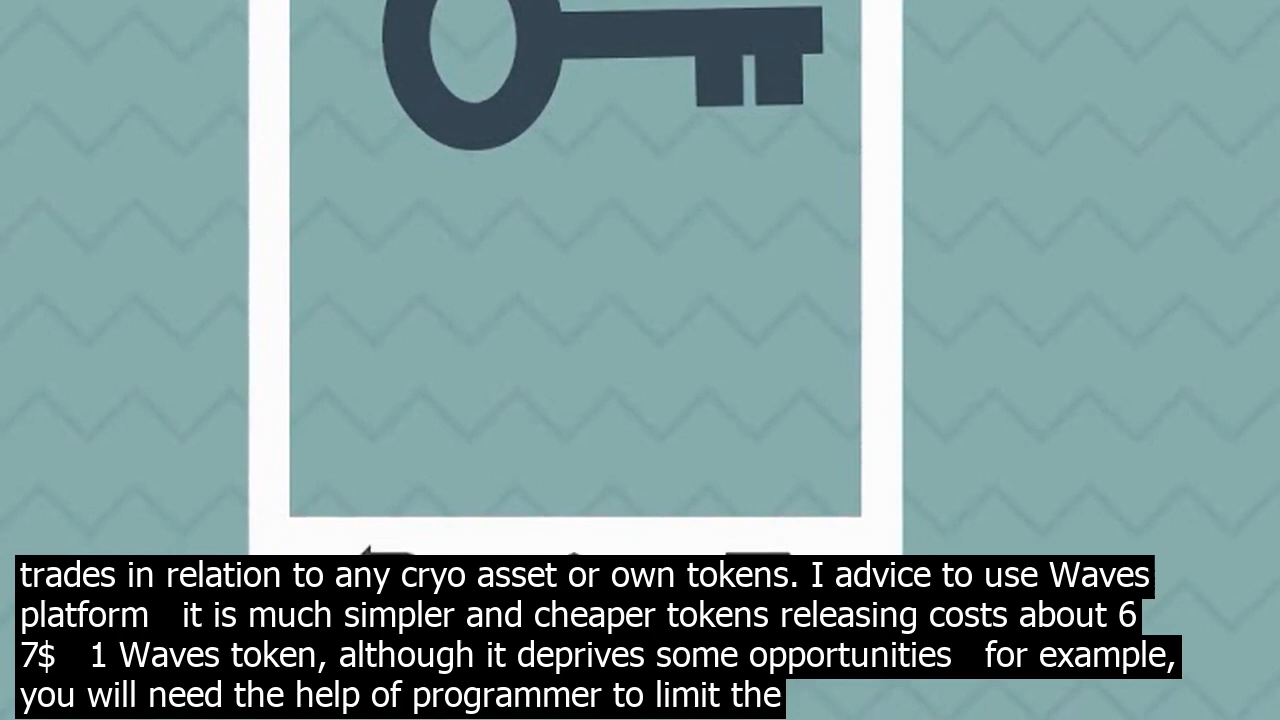 trades in relation to any cryo asset or own tokens. I advice to use Waves
platform   it is much simpler and cheaper tokens releasing costs about 6
7$   1 Waves token, although it deprives some opportunities   for example,
you will need the help of programmer to limit the